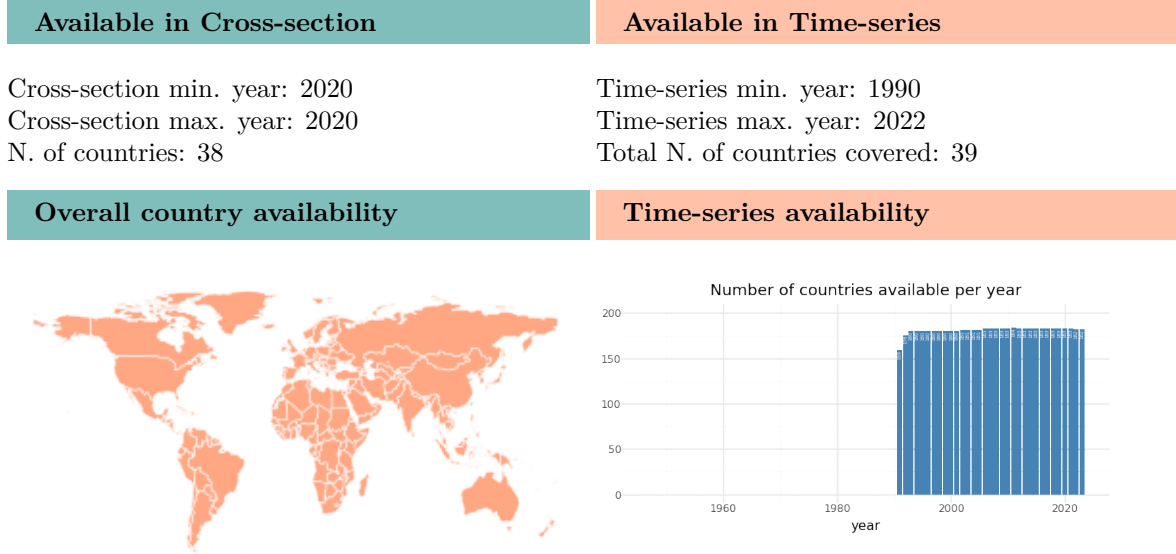 Available in Cross-section
Available in Time-series
Cross-section min. year: 2020
Cross-section max. year: 2020
N. of countries: 38
Time-series min. year: 1990
Time-series max. year: 2022
Total N. of countries covered: 39
Overall country availability
Time-series availability
Number of countries available per year
200
150
100
50
0
1960
1980
2000
2020
year